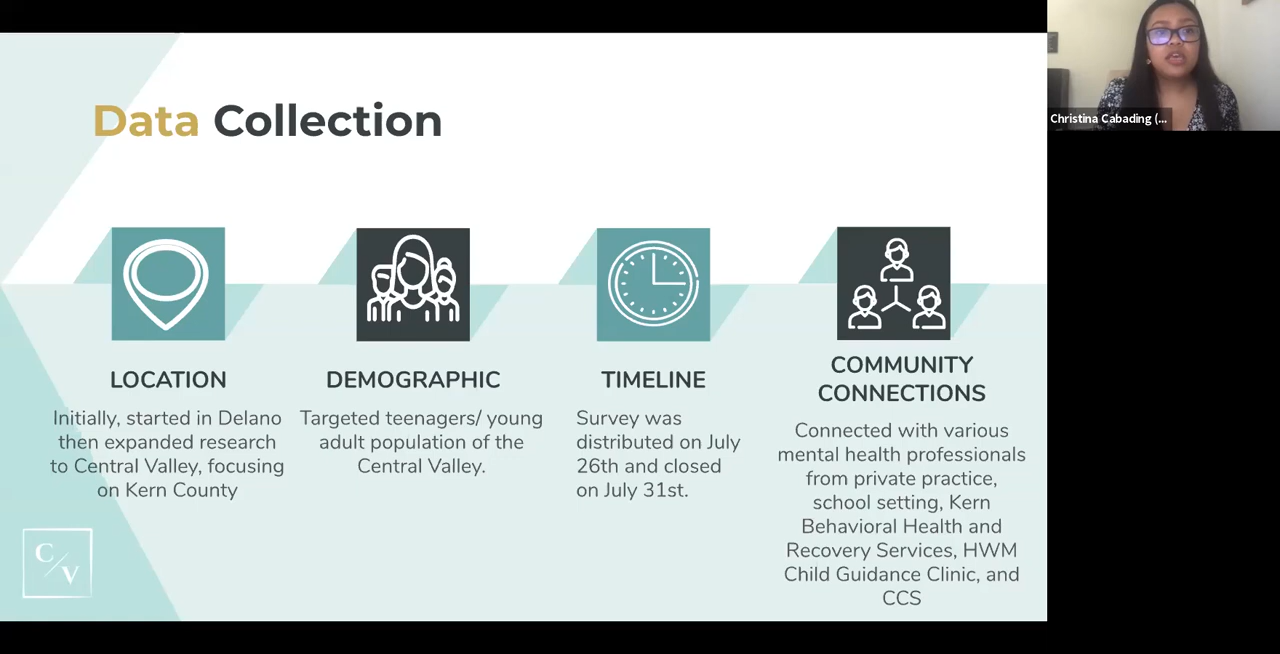 Data Collection
LOCATION
Initially, started in Delano
then expanded research
to Central Valley, focusing
on Kern County
DEMOGRAPHIC
Targeted teenagers/ young
adult population of the
Central Valley.
TIMELINE
Survey was
distributed on July
26th and closed
on July 31st.
COMMUNITY
CONNECTIONS
Connected with various
mental health professionals
from private practice,
school setting, Kern
Behavioral Health and
Recovery Services, HWM
Child Guidance Clinic, and
CCS
C/V
Christina Cabading (...